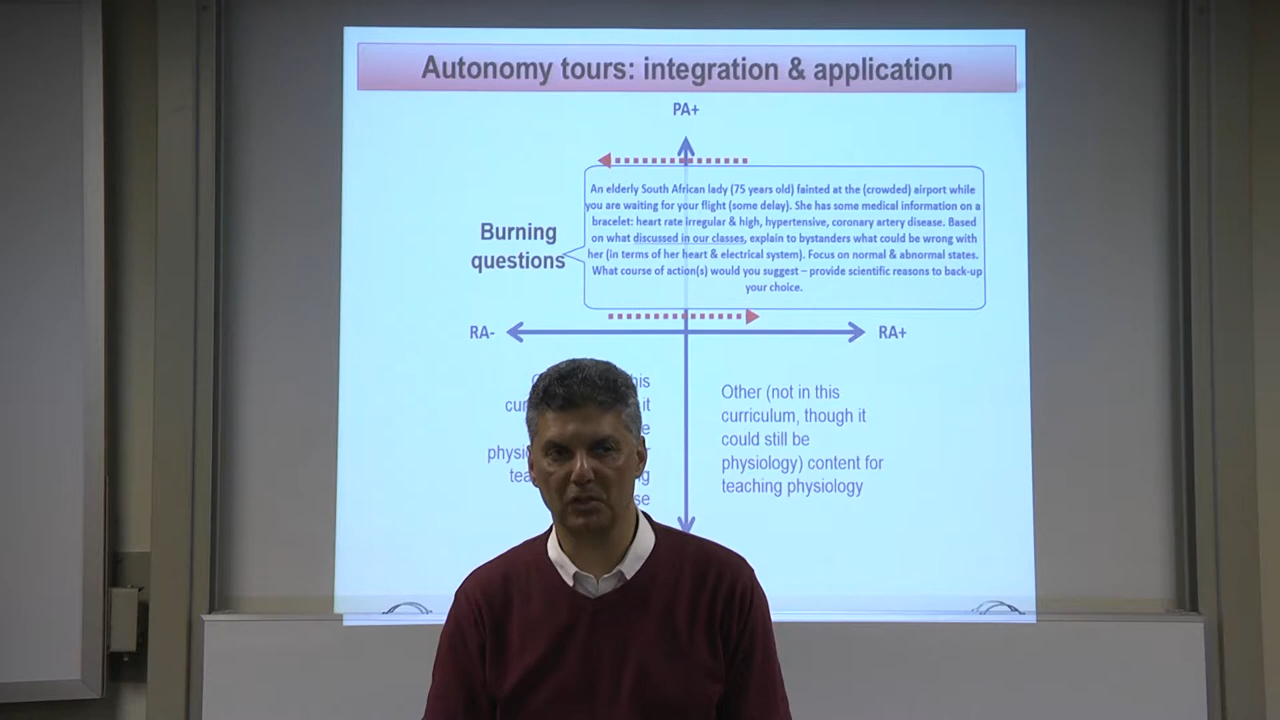 Autonomy tours: integration & application
PA+
An elderly South African lady (75 years old) fainted at the (crowded) airport while
you are waiting for your flight (some delay). She has some medical information on a
bracelet: heart rate irregular & high, hypertensive, coronary artery disease. Based
on what discussed in our classes, explain to bystanders what could be wrong with
her (in terms of her heart & electrical system). Focus on normal & abnormal states.
What course of action(s) would you suggest – provide scientific reasons to back-up
your choice.
Burning
questions
RA-
RA+
it
Other (not in this
curriculum, though it
could still be
physiology) content for
teaching physiology